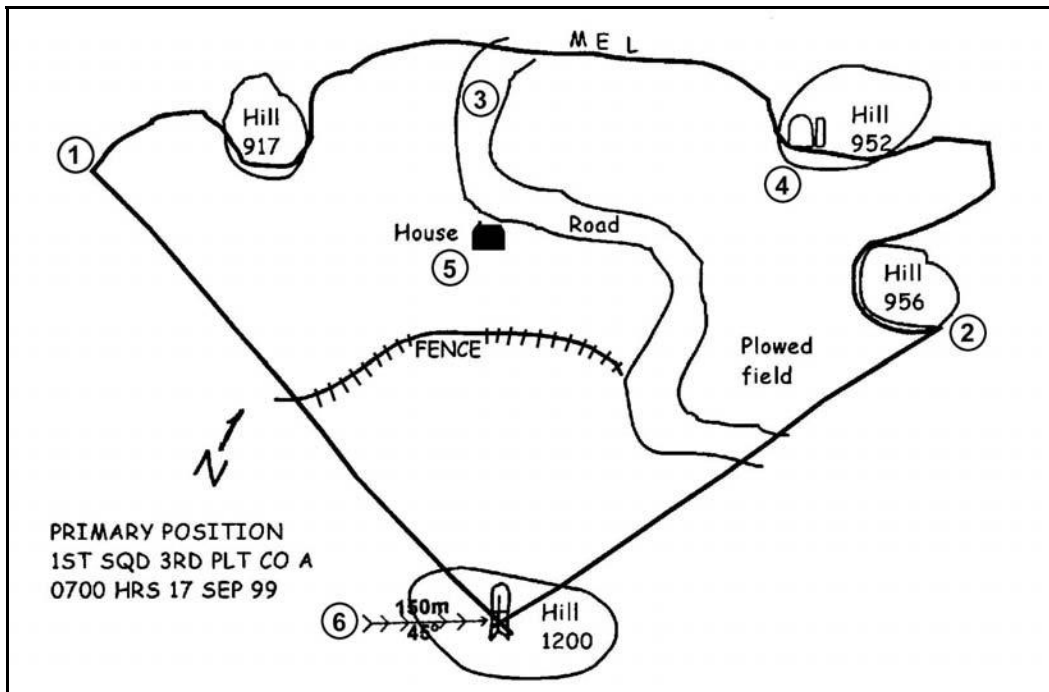 MEL
3
Hill
917
Hill
952
1
4
House
Road
5
Hill
956
2
FENCE
Plowed
field
N
PRIMARY POSITION
1ST SQD 3RD PLT CO A
0700 HRS 17 SEP 99
6
150m
45°
Hill
1200